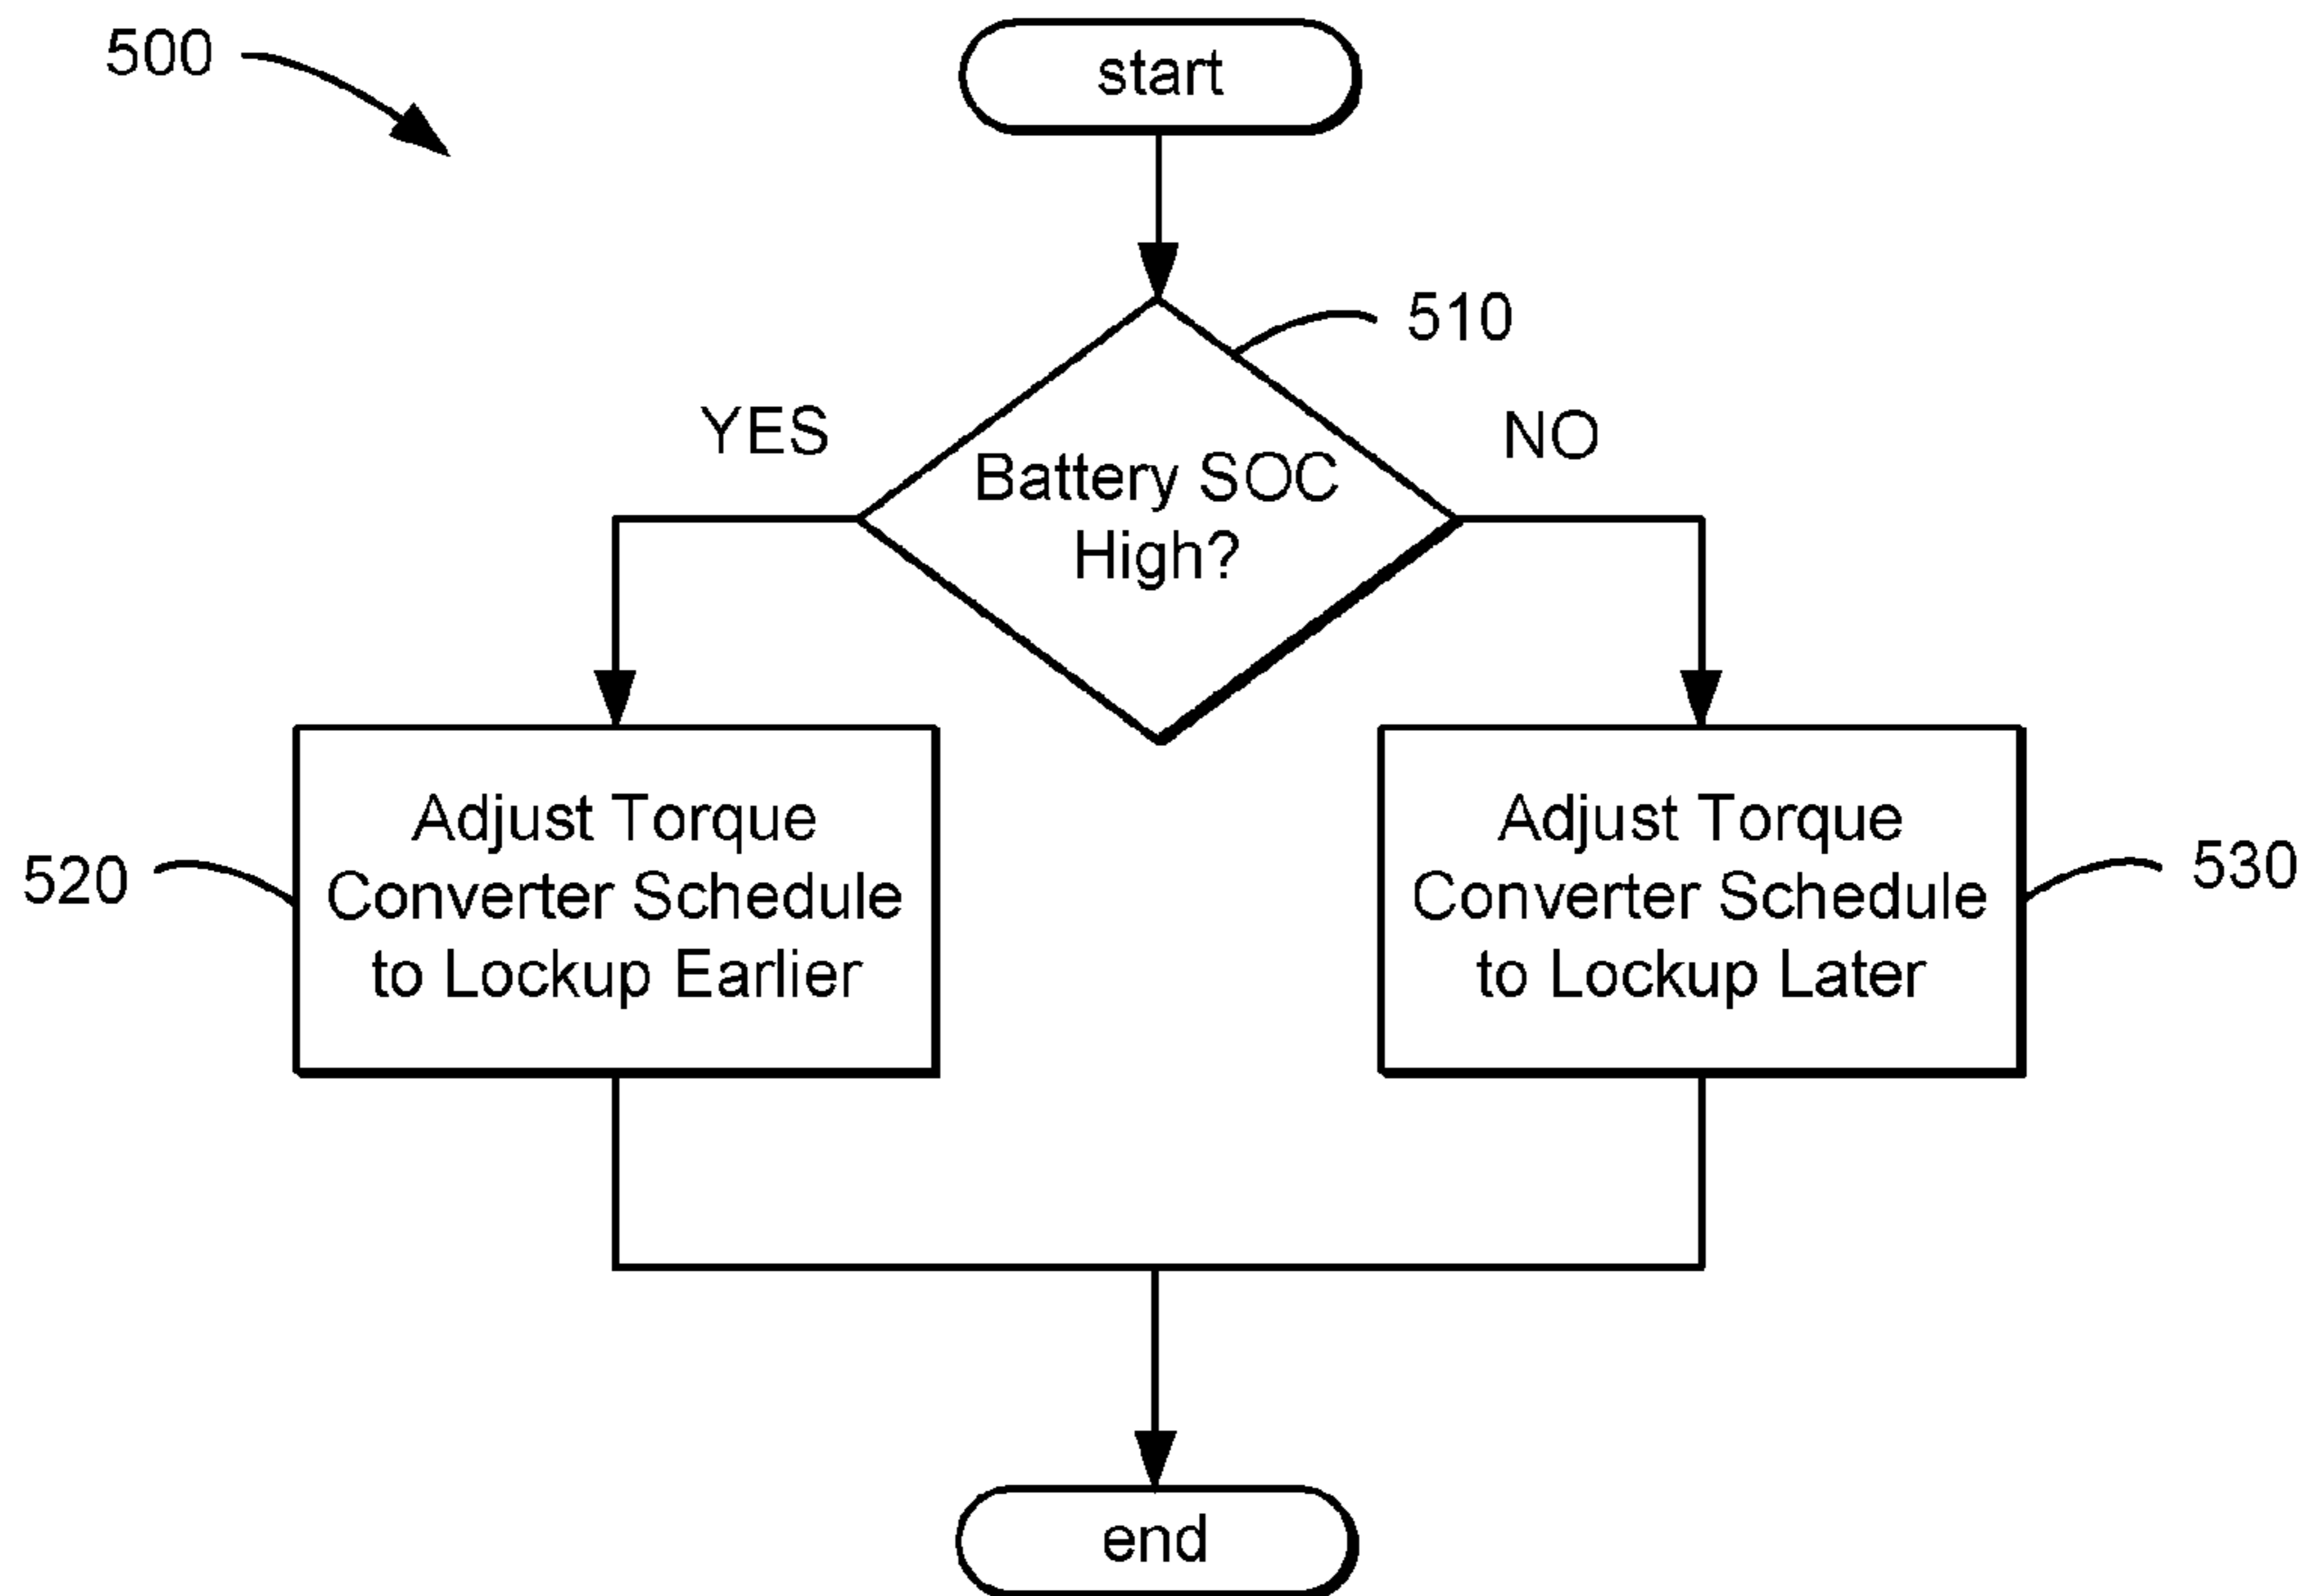 500
start
510
YES
NO
Battery SOC
High?
Adjust Torque
Converter Schedule
to Lockup Earlier
520
Adjust Torque
Converter Schedule
to Lockup Later
530
end